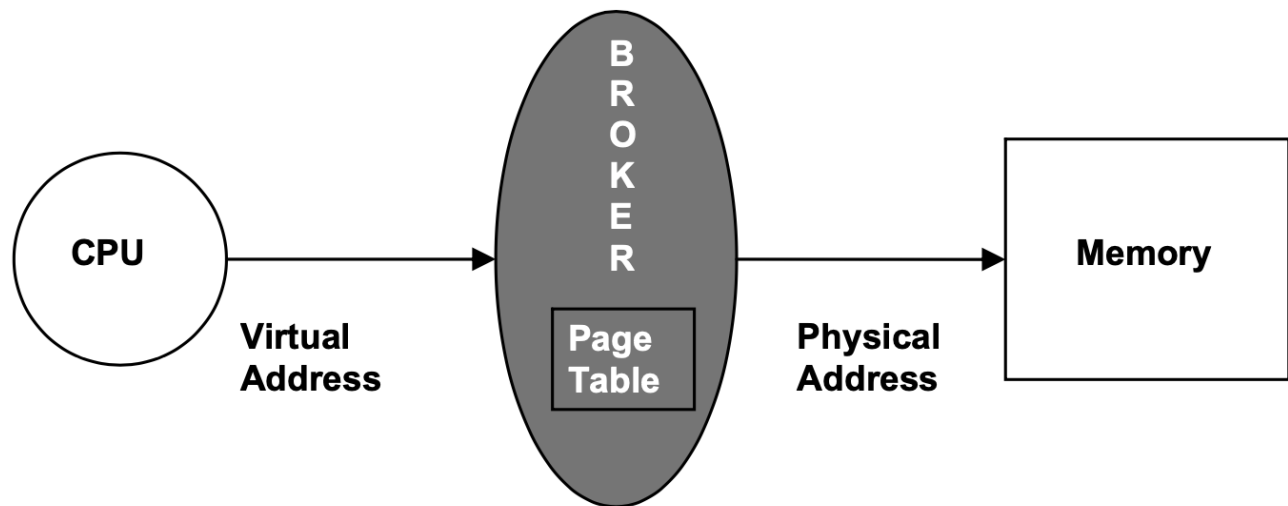 CPU
Virtual
Address
B
R
O
K
E
R
Page
Table
Physical
Address
Memory